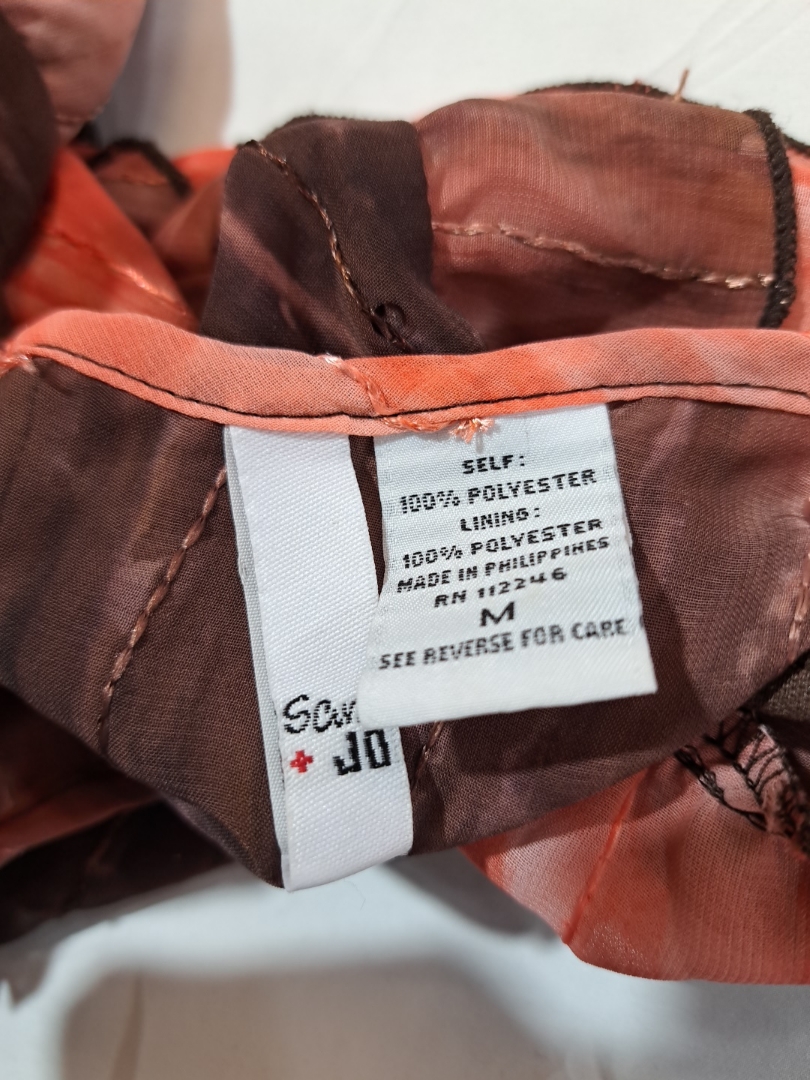 SELF:
100% POLYESTER
LINING:
100% POLYESTER
MADE IN PHILIPPINES
RN 112246
M
SEE REVERSE FOR CARE
+ JO